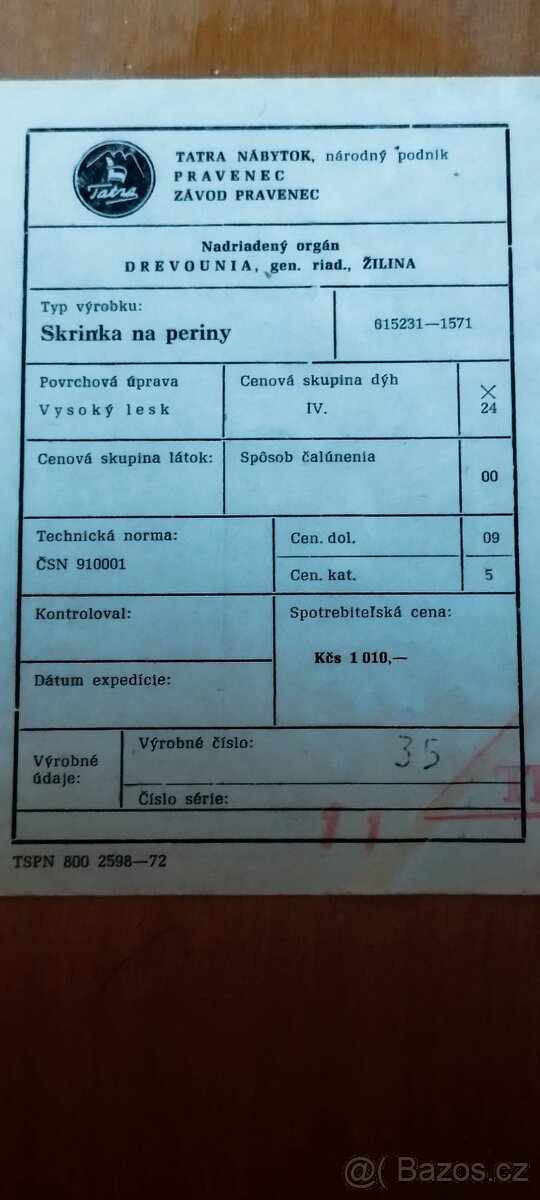 Tatra
TATRA NÁBYTOK, národný podnik
PRAVENEC
ZÁVOD PRAVENEC
Nadriadený orgán
DREVOUNIA, gen. riad., ŽILINA
Typ výrobku:
Skrinka na periny
615231—1571
Povrchová úprava
Vysoký lesk
Cenová skupina dýh
IV.
X
24
Cenová skupina látok:
Spôsob čalúnenia
00
Technická norma:
ČSN 910001
Cen. dol.
09
Cen. kat.
5
Kontroloval:
Spotrebiteľská cena:
Kčs 1 010,—
Dátum expedície:
Výrobné údaje:
Výrobné číslo:
35
Číslo série:
11
TSPN 800 2598—72
@( Bazos.cz